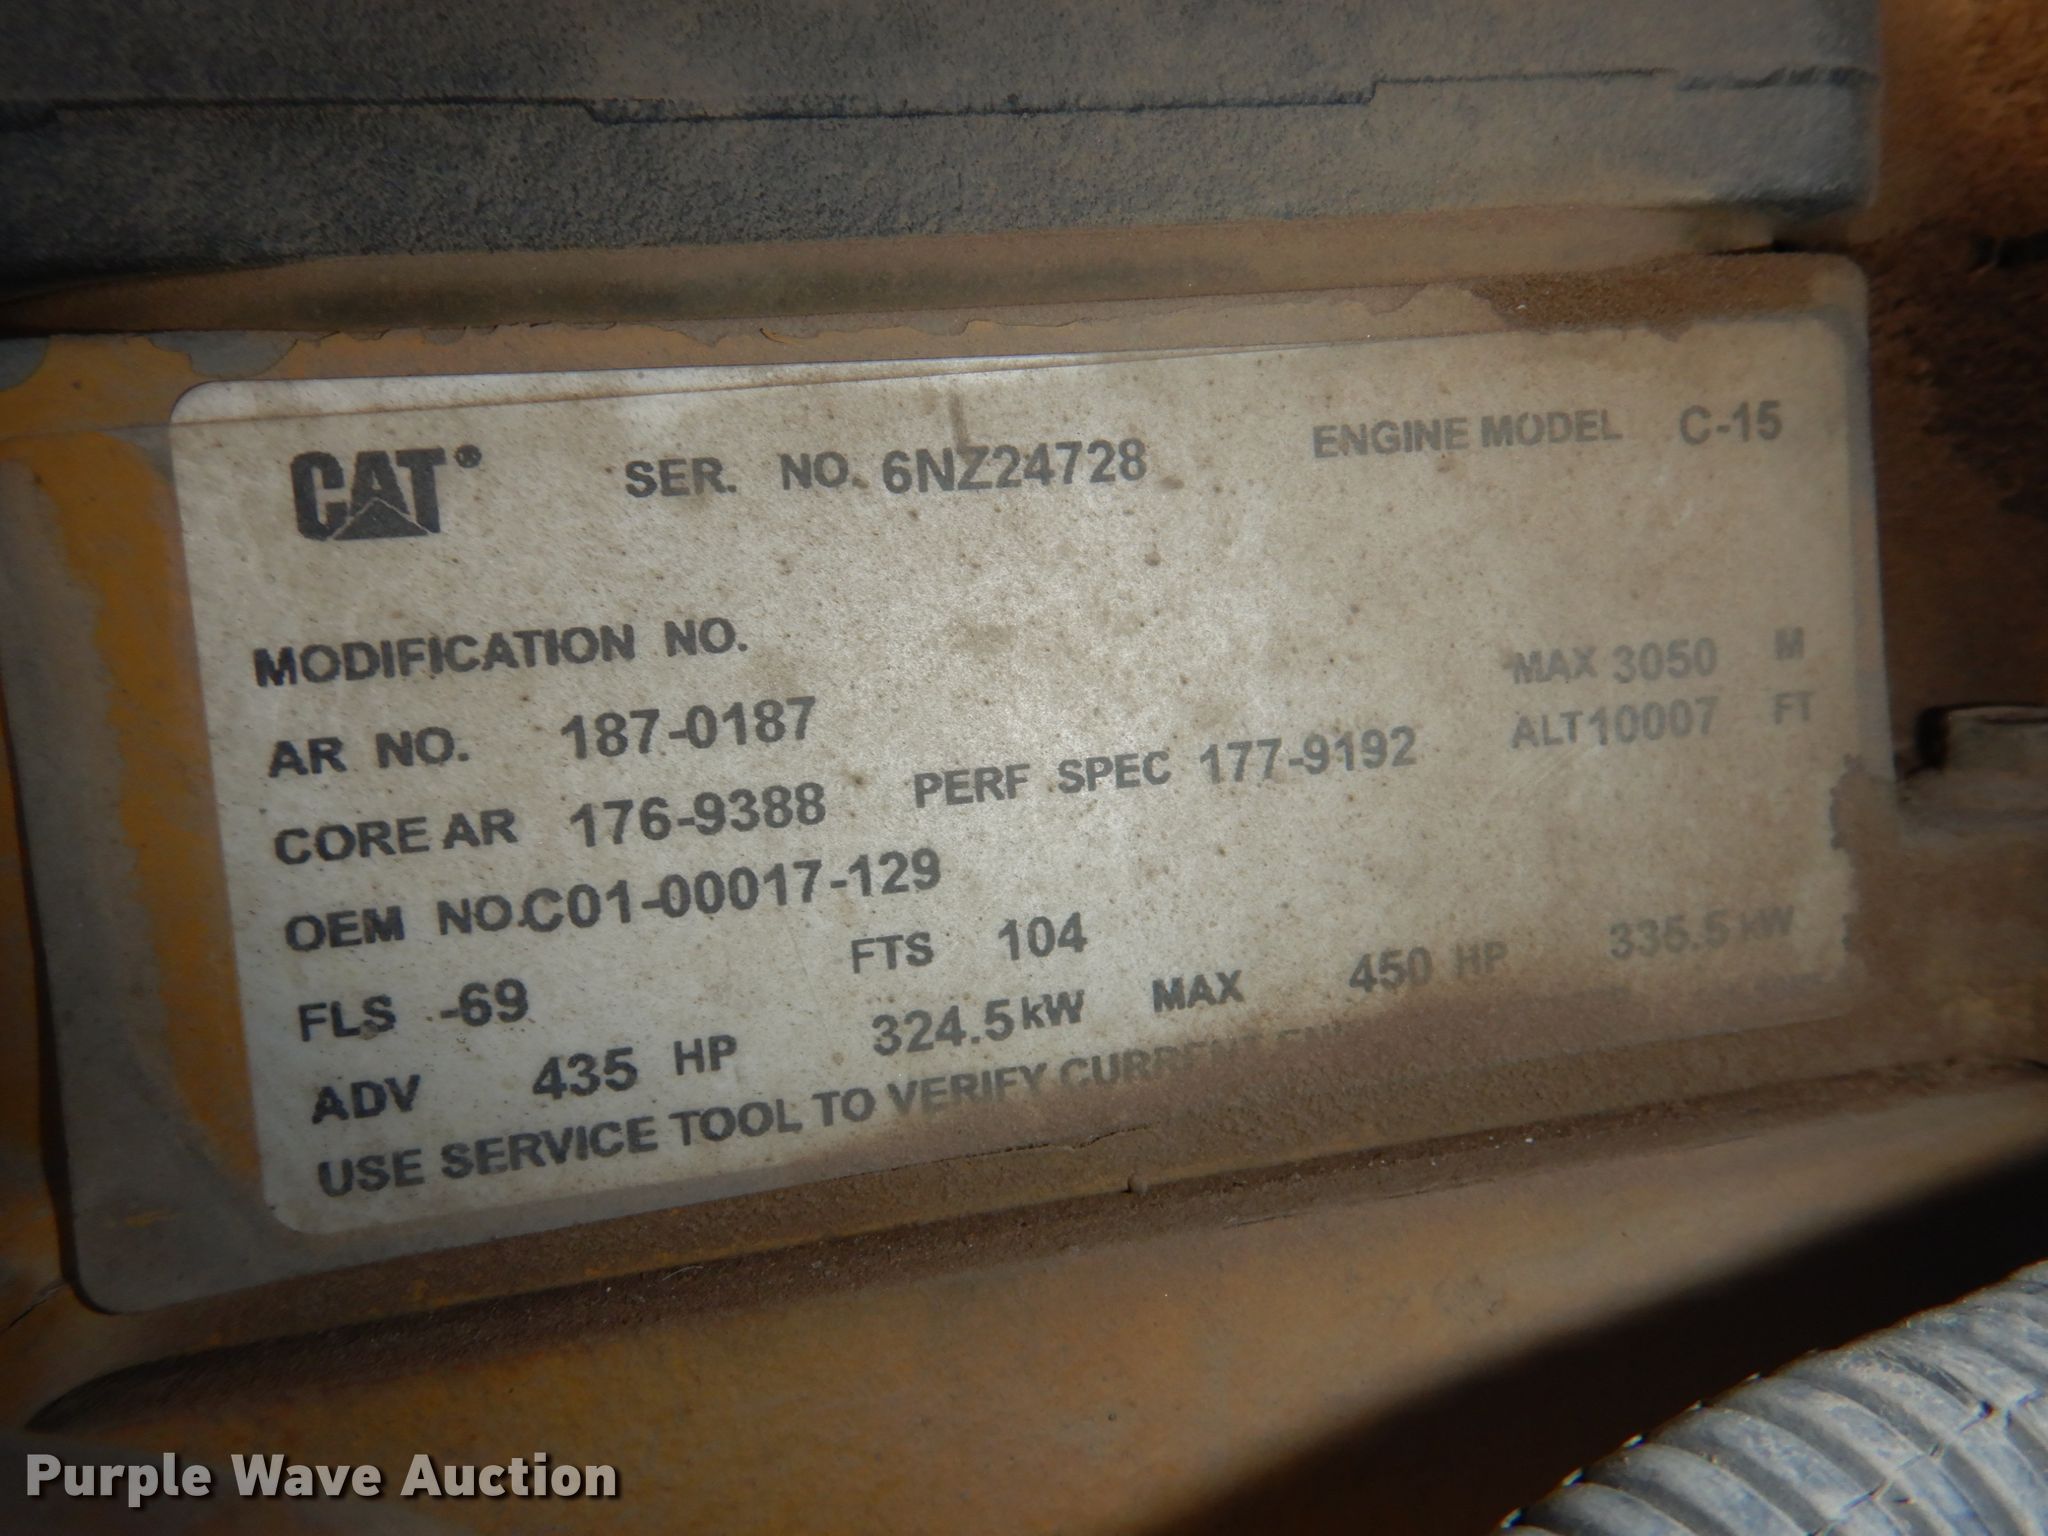 CAT® SER. NO. 6NZ24728 ENGINE MODEL C-15
MODIFICATION NO.
AR NO. 187-0187 MAX 3050 M
CORE AR 176-9388 PERF SPEC 177-9192 ALT 10007 FT
OEM NO. C01-00017-129
FLS -69 FTS 104
ADV 435 HP 324.5 kW MAX 450 HP 335.5 kW
USE SERVICE TOOL TO VERIFY CURRENT
Purple Wave Auction